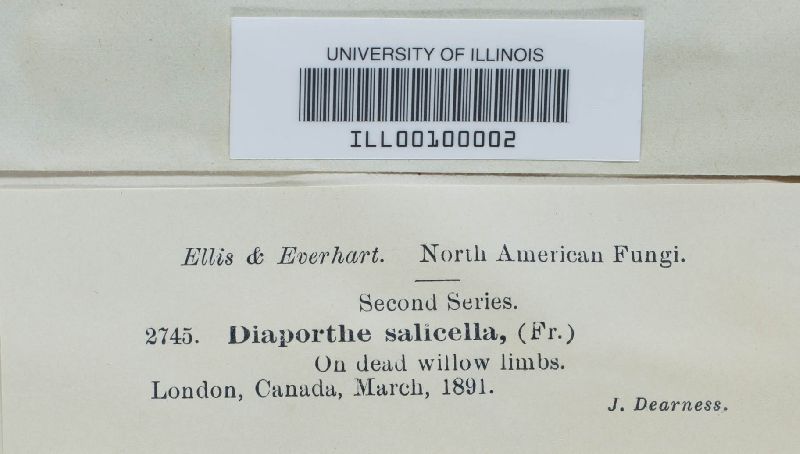 UNIVERSITY OF ILLINOIS
ILL00100002
Ellis & Everhart. North American Fungi.
Second Series.
2745. Diaporthe salicella, (Fr.)
On dead willow limbs.
London, Canada, March, 1891.
J. Dearness.